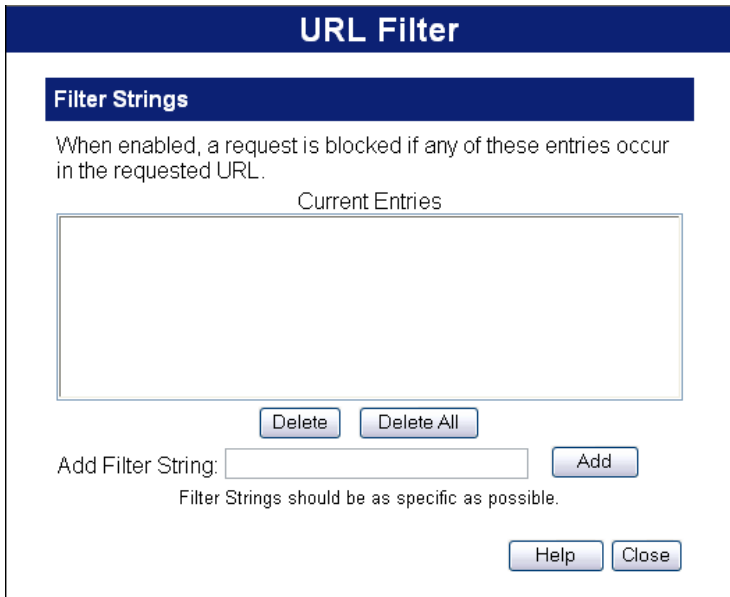 URL Filter
Filter Strings
When enabled, a request is blocked if any of these entries occur
in the requested URL.
Current Entries
Delete Delete All
Add Filter String: Add
Filter Strings should be as specific as possible.
Help Close